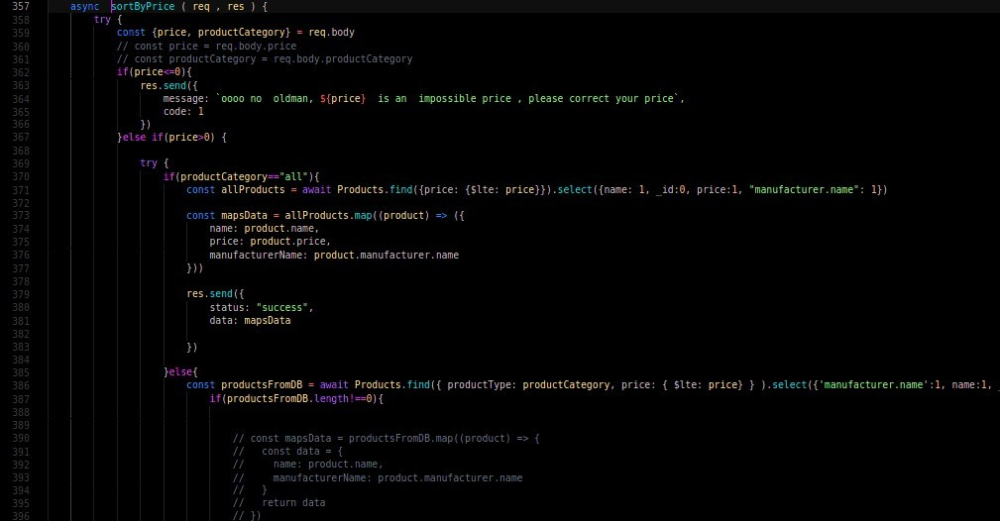 357 async sortByPrice ( req , res ) {
358 try {
359 const {price, productCategory} = req.body
360 // const price = req.body.price
361 // const productCategory = req.body.productCategory
362 if(price<=0){
363 res.send({
364 message: `oooo no oldman, ${price} is an impossible price , please correct your price`,
365 code: 1
366 })
367 }else if(price>0) {
368
369 try {
370 if(productCategory=="all"){
371 const allProducts = await Products.find({price: {$lte: price}}).select({name: 1, _id:0, price:1, "manufacturer.name": 1})
372
373 const mapsData = allProducts.map((product) => ({
374 name: product.name,
375 price: product.price,
376 manufacturerName: product.manufacturer.name
377 }))
378
379 res.send({
380 status: "success",
381 data: mapsData
382
383 })
384
385 }else{
386 const productsFromDB = await Products.find({ productType: productCategory, price: { $lte: price} } ).select({'manufacturer.name':1, name:1, _
387 if(productsFromDB.length!==0){
388
389
390 // const mapsData = productsFromDB.map((product) => {
391 // const data = {
392 // name: product.name,
393 // manufacturerName: product.manufacturer.name
394 // }
395 // return data
396 // })